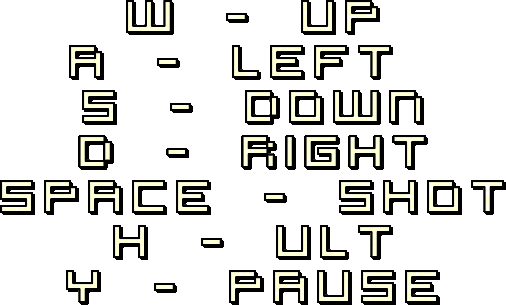 W - UP
A - LEFT
S - DOWN
D - RIGHT
SPACE - SHOT
H - ULT
Y - PAUSE